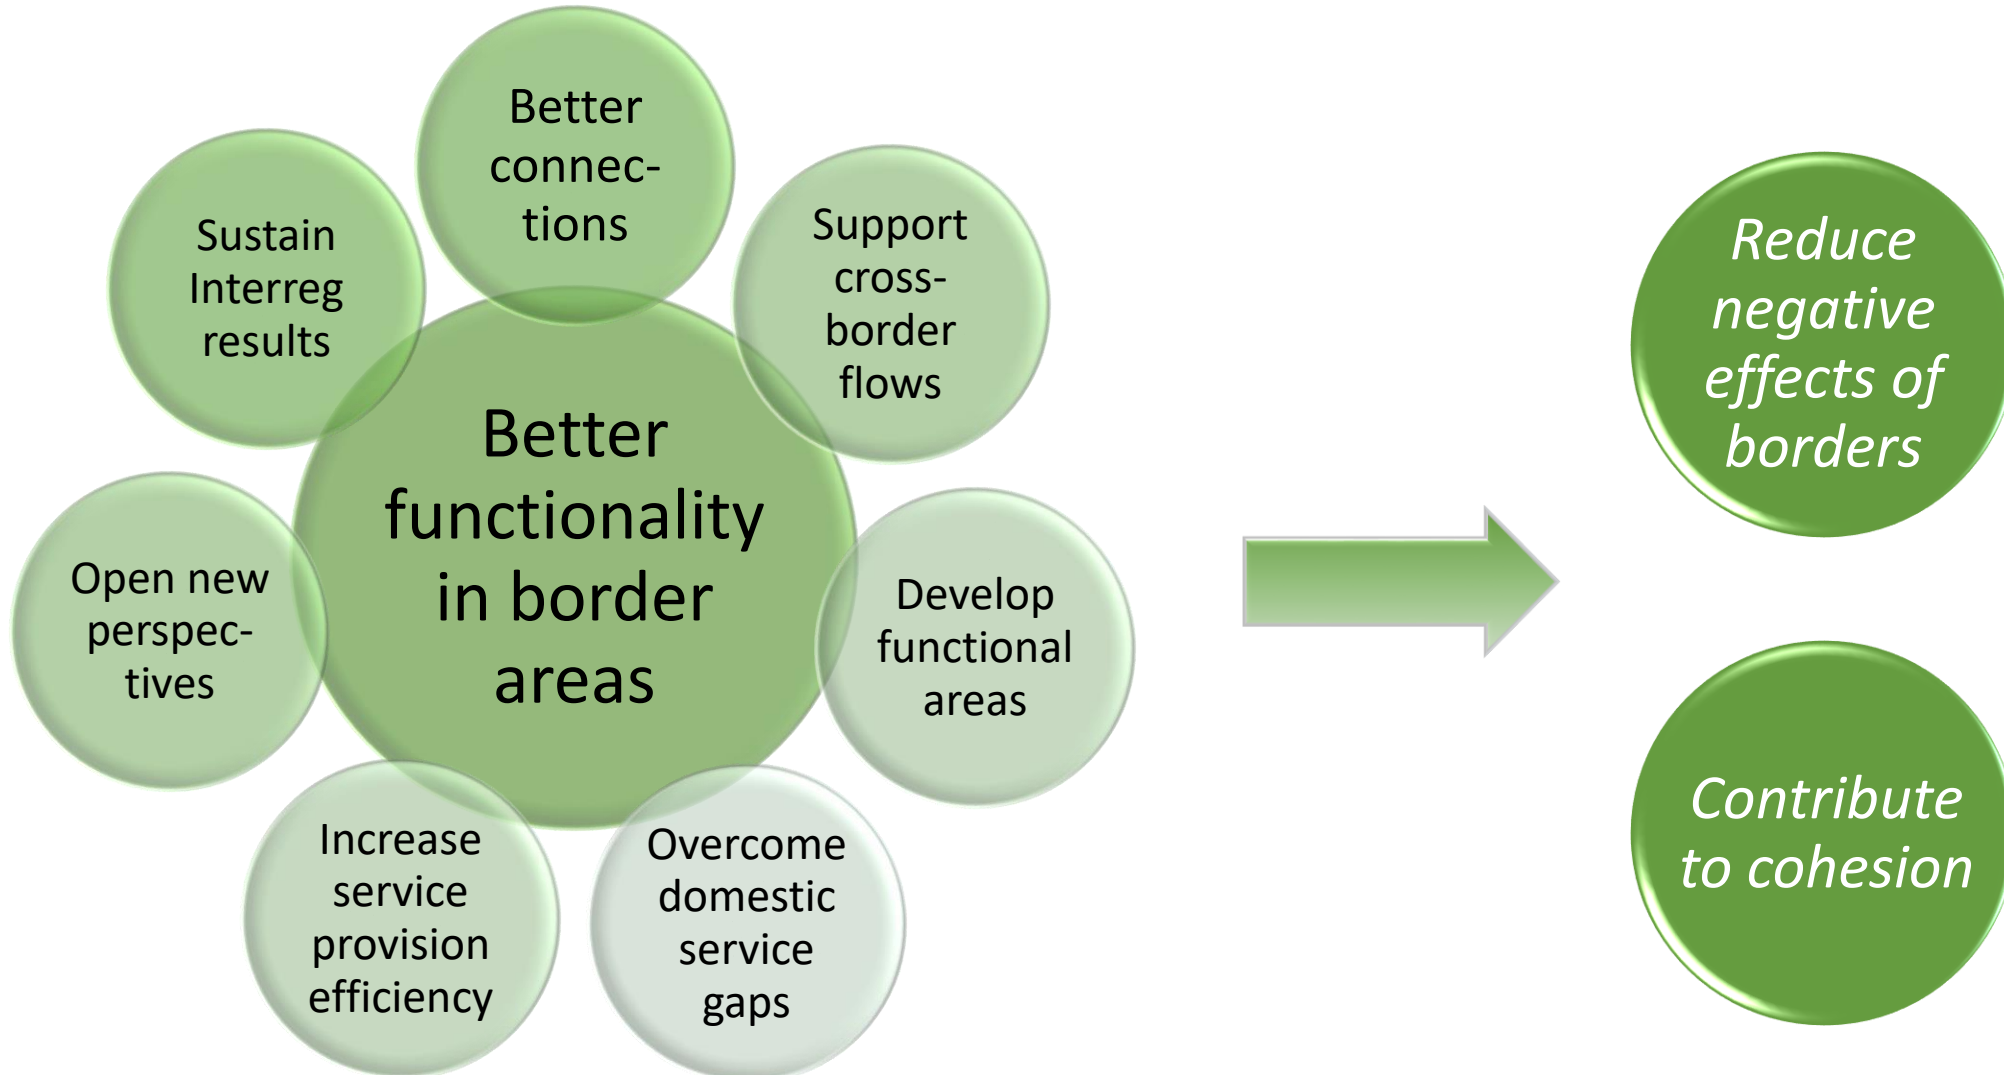 Better
connec-
tions
Support
cross-
border
flows
Develop
functional
areas
Overcome
domestic
service
gaps
Increase
service
provision
efficiency
Open new
perspec-
tives
Sustain
Interreg
results
Better
functionality
in border
areas
Reduce
negative
effects of
borders
Contribute
to cohesion